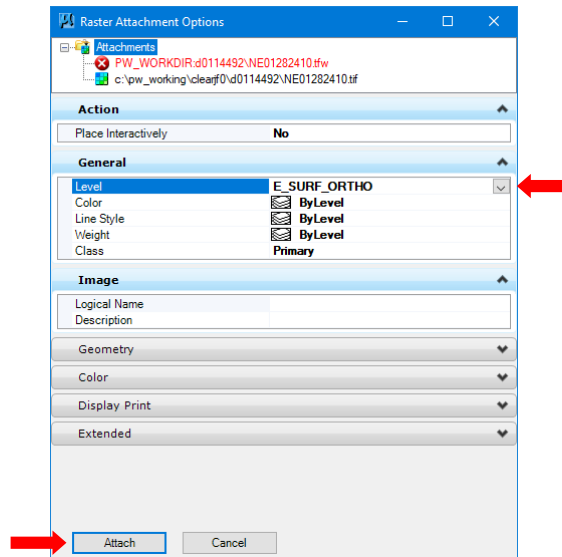 Raster Attachment Options
Attachments
PW_WORKDIR:d0114492\NE01282410.tfw
c:\pw_working\clearjf0\d0114492\NE01282410.tif
Action
Place Interactively No
General
Level E_SURF_ORTHO
Color ByLevel
Line Style ByLevel
Weight ByLevel
Class Primary
Image
Logical Name
Description
Geometry
Color
Display Print
Extended
Attach Cancel